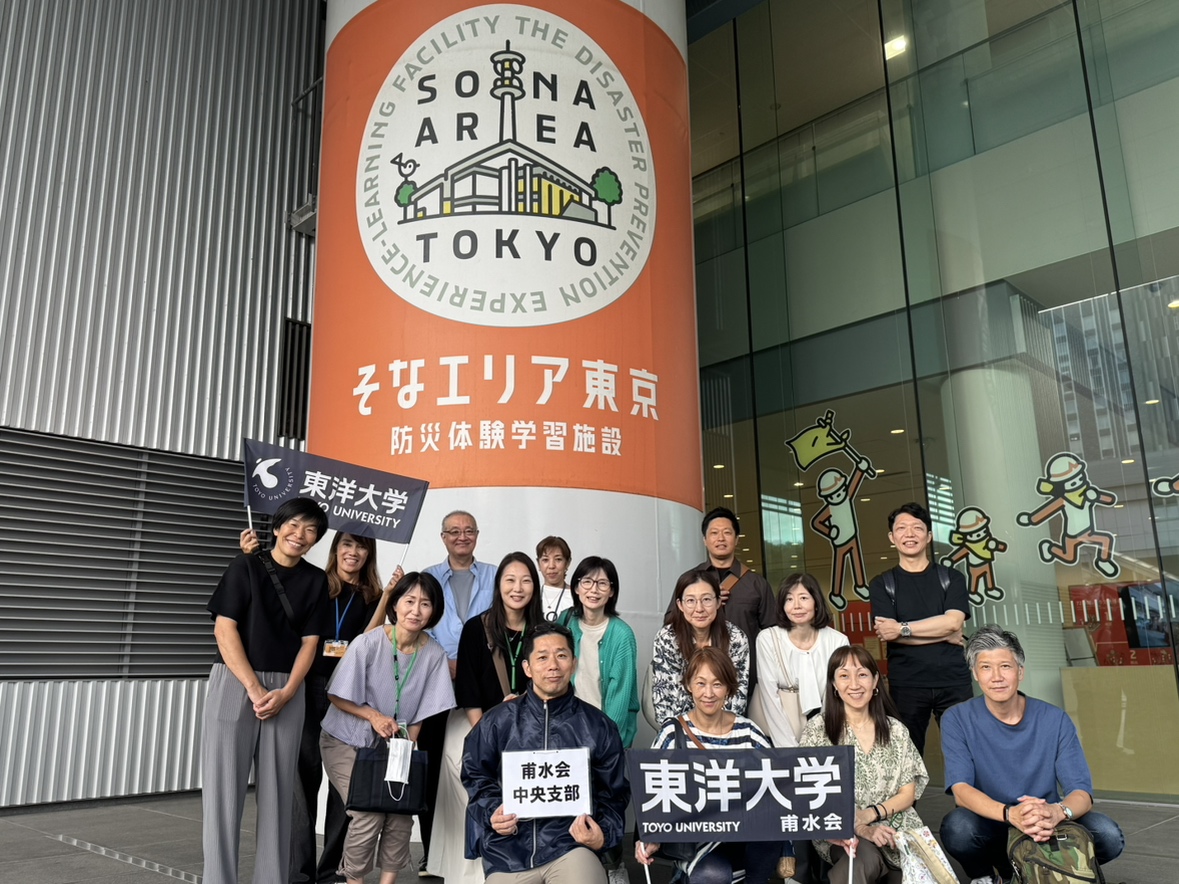 THE DISASTER PREVENTION EXPERIENCE-LEARNING FACILITY
SONA
AREA
TOKYO
そなエリア東京
防災体験学習施設
東洋大学
TOYO UNIVERSITY
TOYO UNIVERSITY
甫水会
中央支部
東洋大学
TOYO UNIVERSITY 甫水会